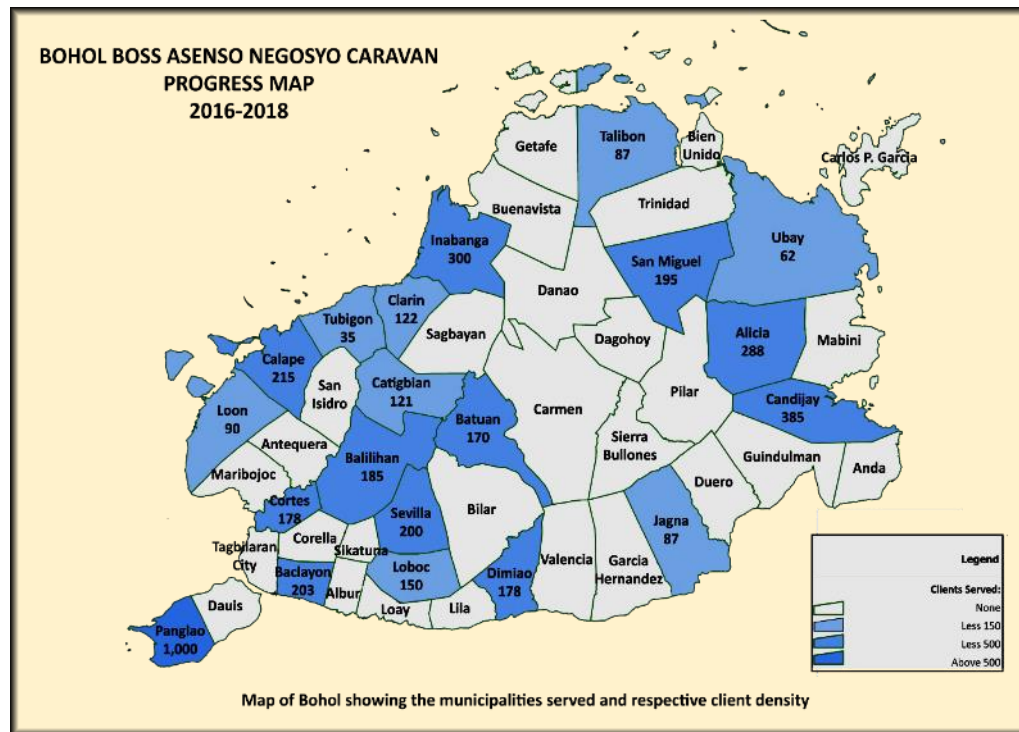 BOHOL BOSS ASENSO NEGOSYO CARAVAN
PROGRESS MAP
2016-2018
Getafe
Talibon
87
Bien
Unido
Carlos P. Garcia
Buenavista
Trinidad
Inabanga
300
Ubay
62
San Miguel
195
Danao
Clarin
122
Tubigon
35
Sagbayan
Dagohoy
Alicia
288
Mabini
Calape
215
San
Isidro
Catigbian
121
Pilar
Candijay
385
Loon
90
Batuan
170
Carmen
Antequera
Sierra
Bullones
Maribojoc
Balilihan
185
Guindulman
Anda
Duero
Cortes
178
Sevilla
200
Bilar
Jagna
87
Corella
Sikatuna
Tagbilaran
City
Baclayon
203
Albur
Loboc
150
Dimiao
178
Valencia
Garcia
Hernandez
Loay
Lila
Dauis
Panglao
1,000
Legend
Clients Served:
None
Less 150
Less 500
Above 500
Map of Bohol showing the municipalities served and respective client density